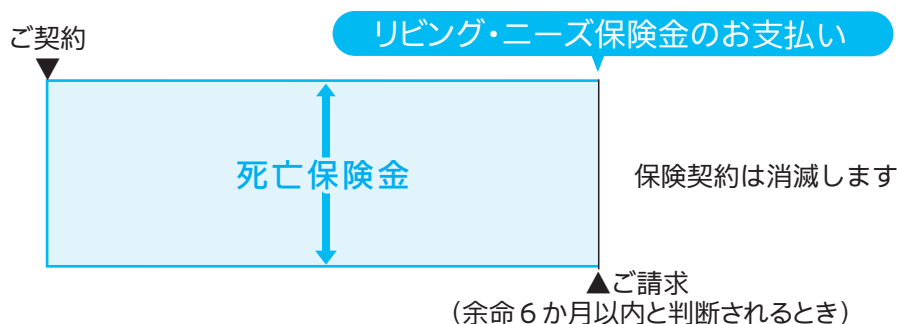 ご契約
リビング・ニーズ保険金のお支払い
▼
死亡保険金
保険契約は消滅します
▲ご請求
（余命6か月以内と判断されるとき）